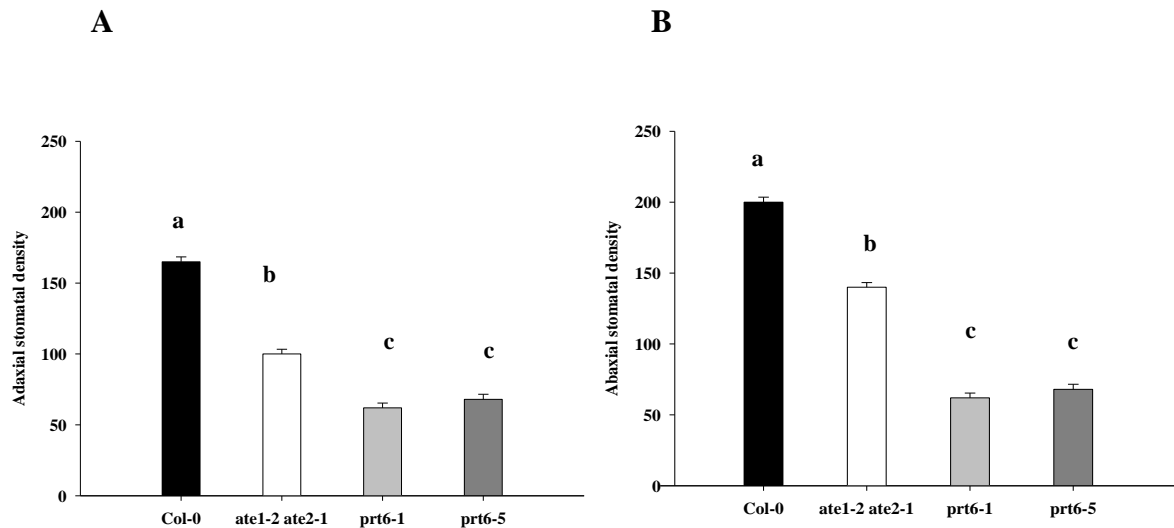 A
B
Adaxial stomatal density
250
200
150
100
50
0
a
b
c
c
Col-0
ate1-2 ate2-1
prt6-1
prt6-5
Abaxial stomatal density
250
200
150
100
50
0
a
b
c
c
Col-0
ate1-2 ate2-1
prt6-1
prt6-5